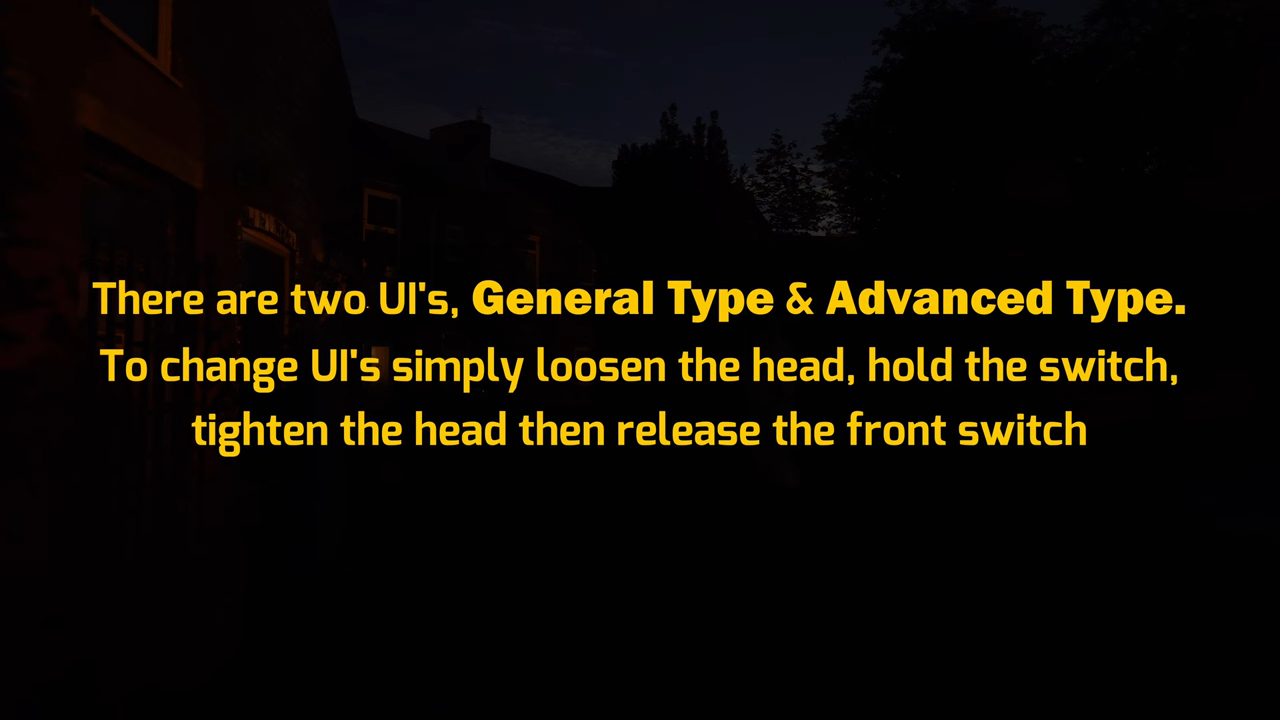 There are two UI's, General Type & Advanced Type.
To change UI's simply loosen the head, hold the switch,
tighten the head then release the front switch